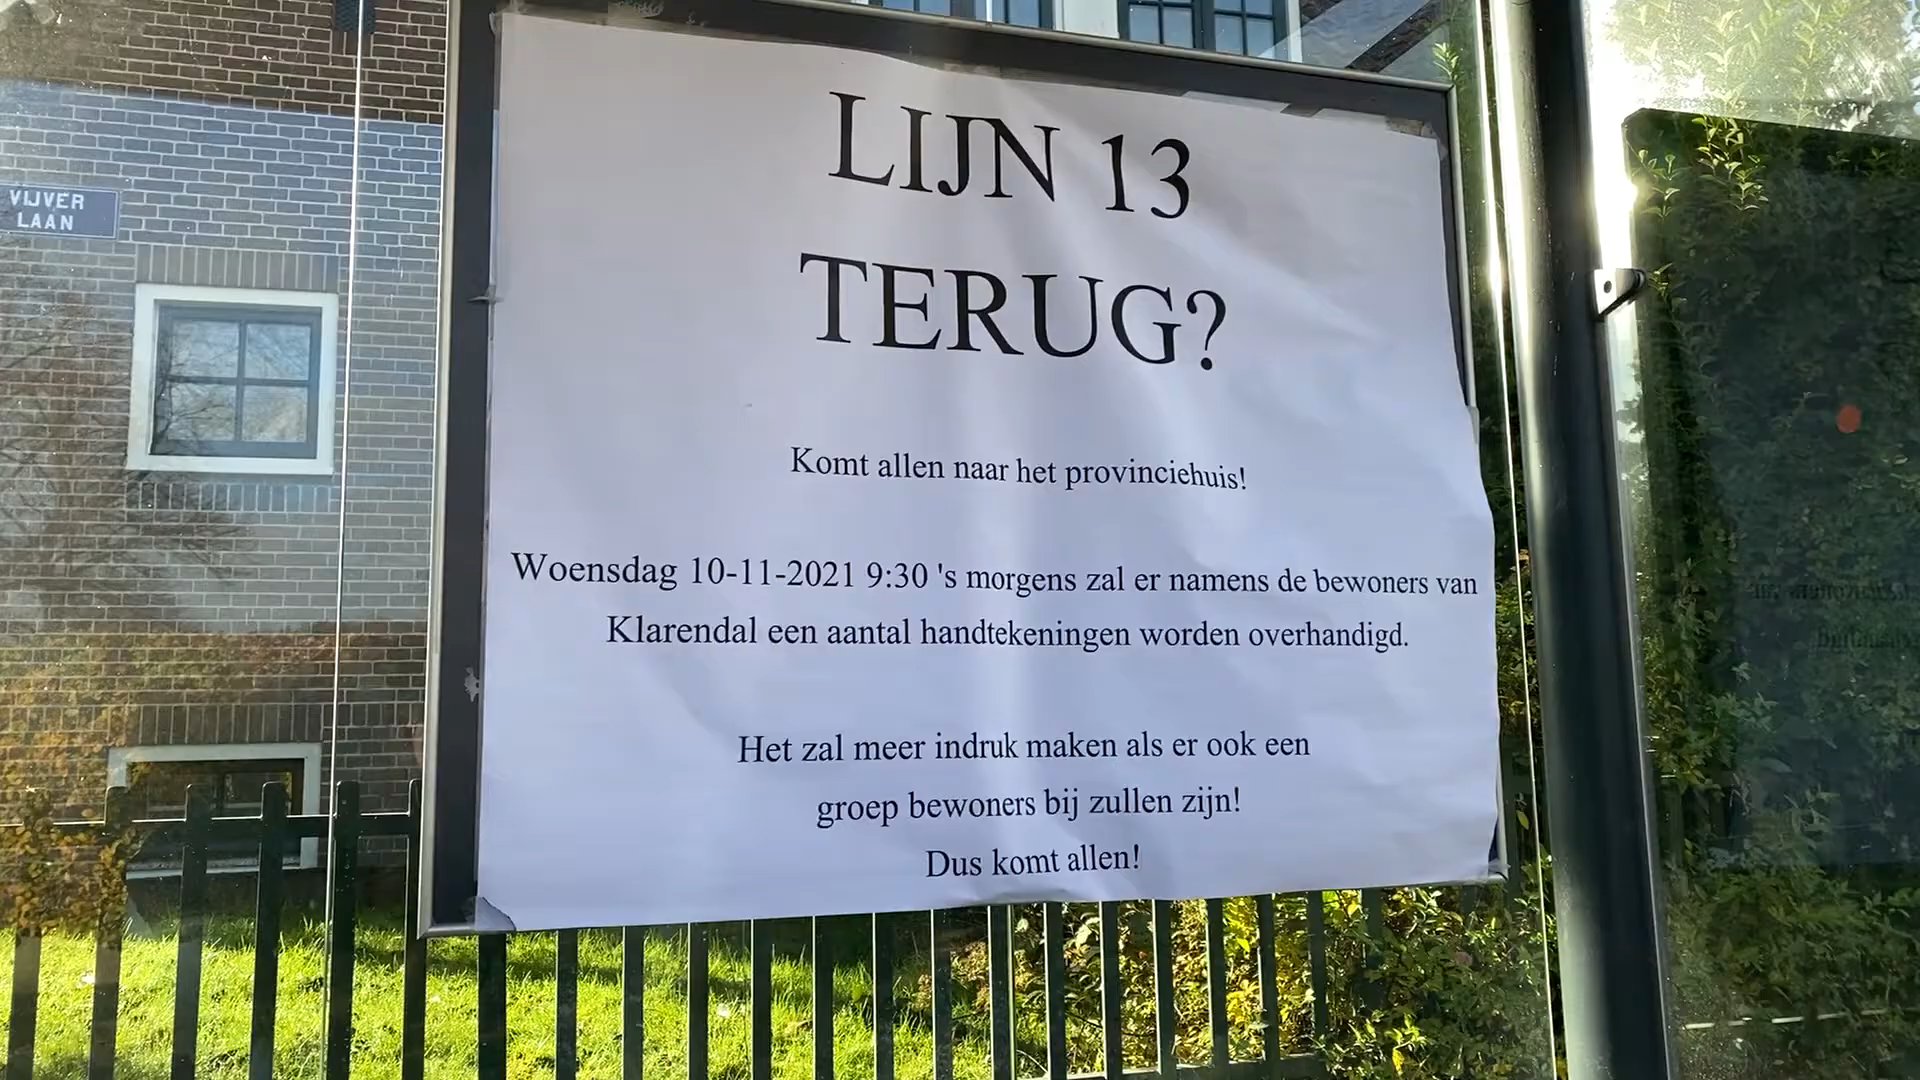 LIJN 13
TERUG?
Komt allen naar het provinciehuis!
Woensdag 10-11-2021 9:30 's morgens zal er namens de bewoners van
Klarendal een aantal handtekeningen worden overhandigd.
Het zal meer indruk maken als er ook een
groep bewoners bij zullen zijn!
Dus komt allen!
VIJVER
LAAN